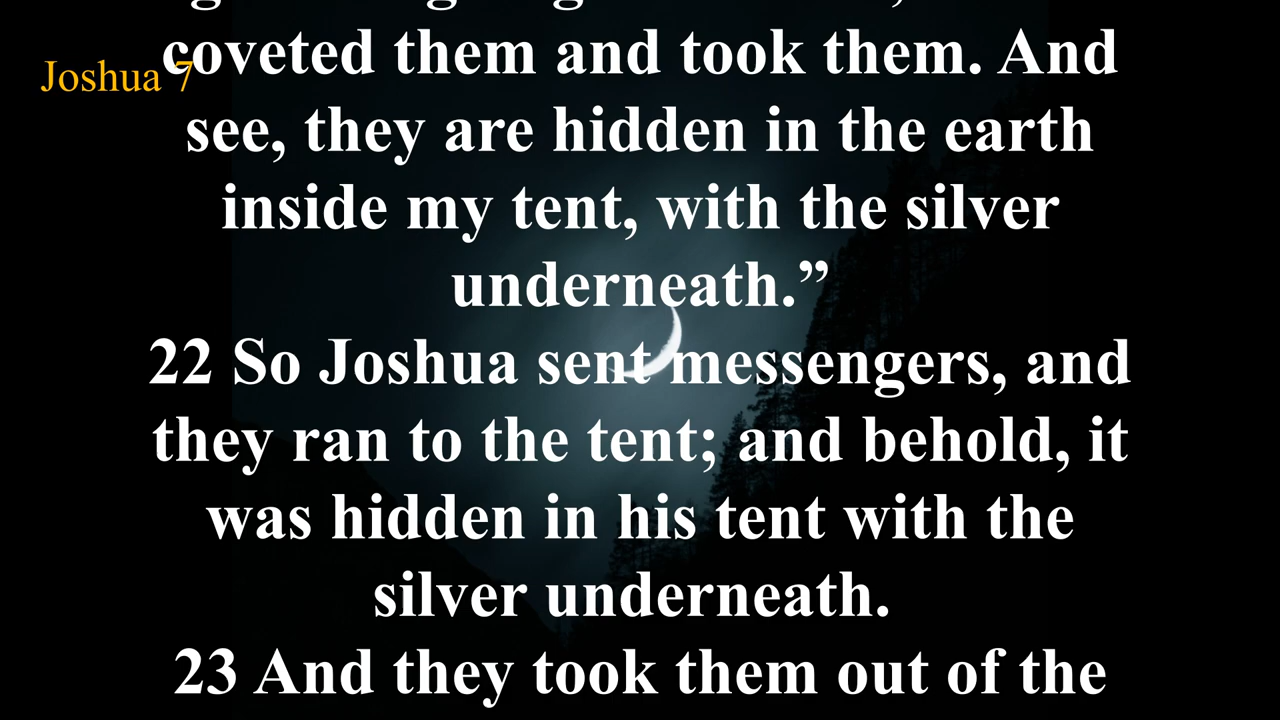 Joshua 7
coveted them and took them. And
see, they are hidden in the earth
inside my tent, with the silver
underneath.”
22 So Joshua sent messengers, and
they ran to the tent; and behold, it
was hidden in his tent with the
silver underneath.
23 And they took them out of the